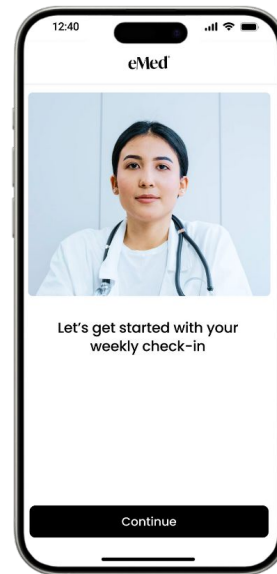 12:40
eMed
Let's get started with your
weekly check-in
Continue